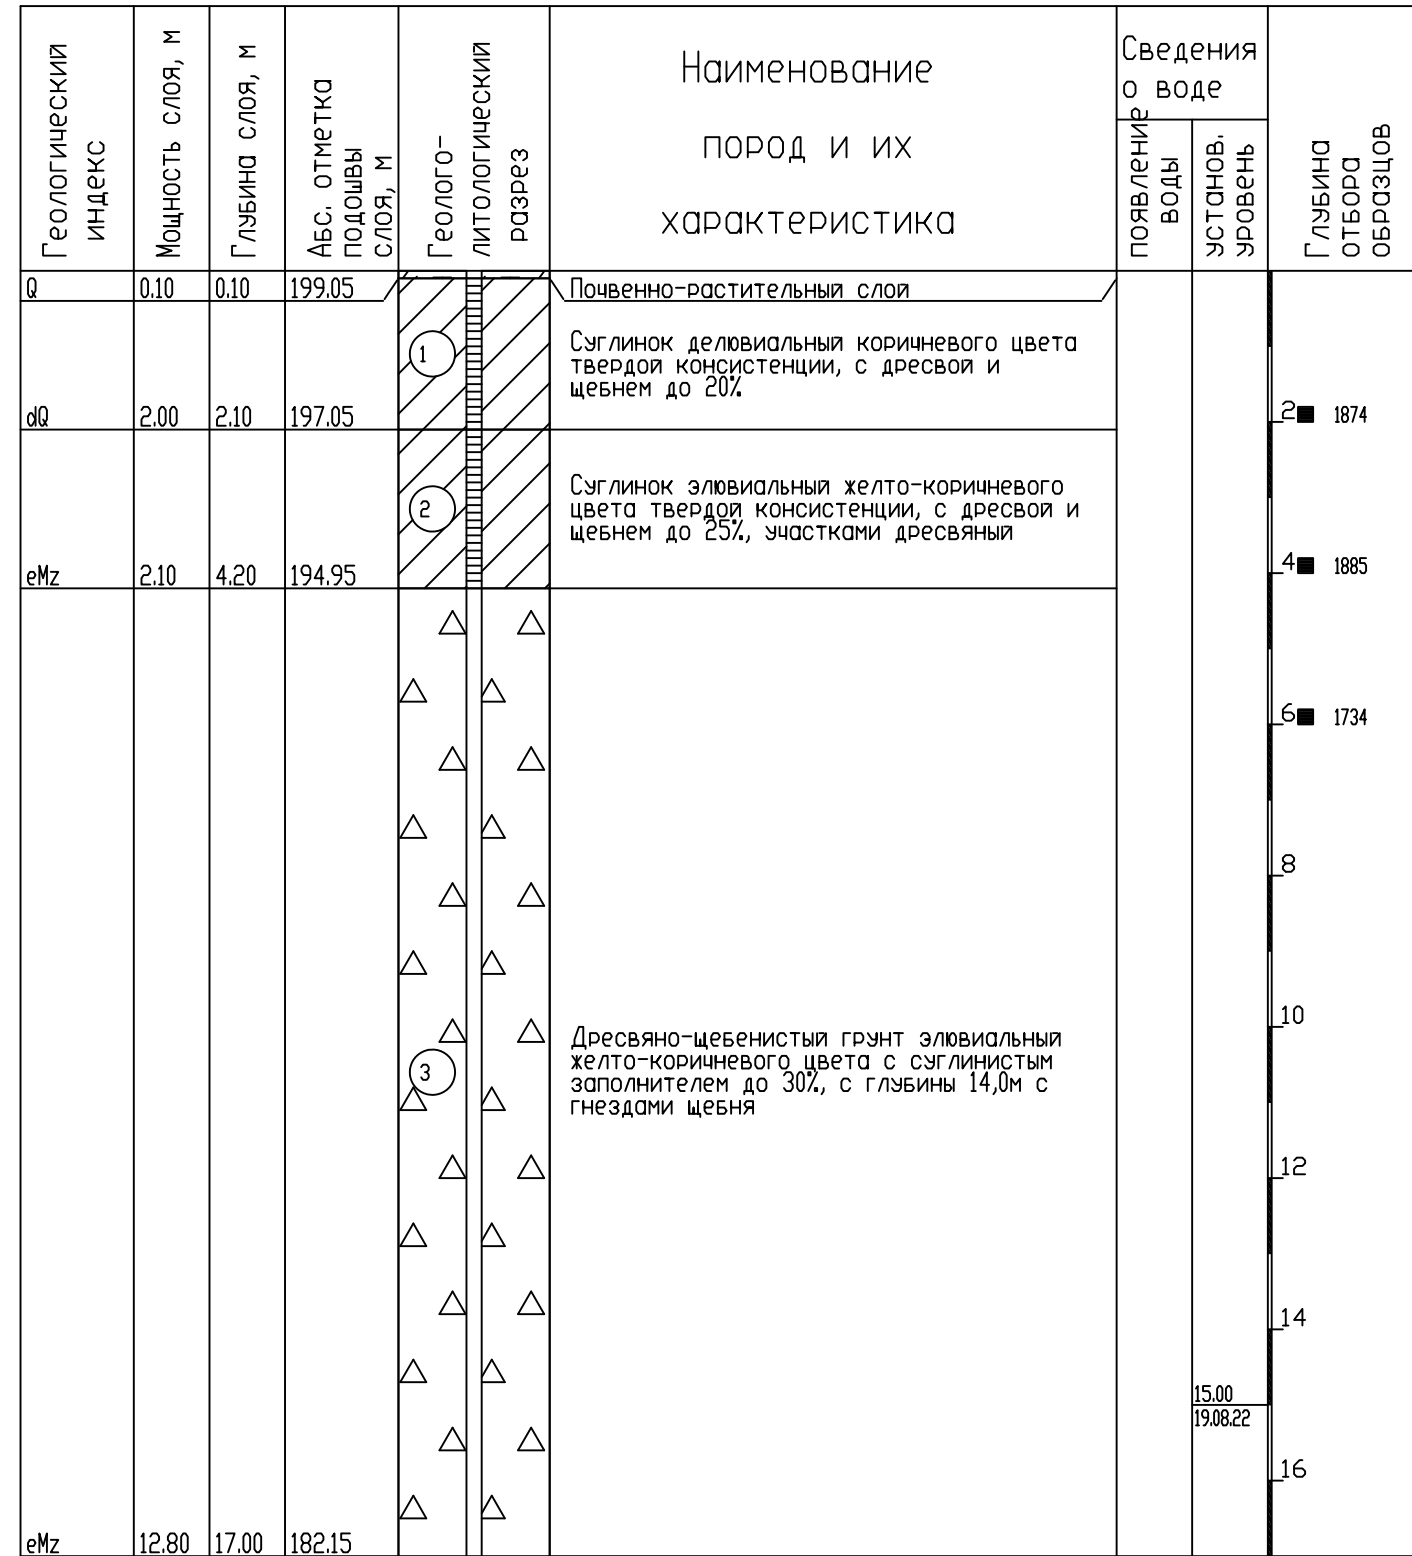 Геологический
индекс
Мощность слоя, м
Глубина слоя, м
Абс. отметка
подошвы
слоя, м
Геолого-
литологический
разрез
Наименование
пород и их
характеристика
Сведения
о воде
появление
воды
установ.
уровень
Глубина
отбора
образцов
Q 0.10 0.10 199.05 Почвенно-растительный слой
1
Суглинок делювиальный коричневого цвета
твердой консистенции, с дресвой и
щебнем до 20%
dQ 2.00 2.10 197.05
2 1874
2
Суглинок элювиальный желто-коричневого
цвета твердой консистенции, с дресвой и
щебнем до 25%, участками дресвяный
eMz 2.10 4.20 194.95
4 1885
6 1734
8
10
3
Дресвяно-щебенистый грунт элювиальный
желто-коричневого цвета с суглинистым
заполнителем до 30%, с глубины 14,0м с
гнездами щебня
12
14
15.00
19.08.22
16
eMz 12.80 17.00 182.15